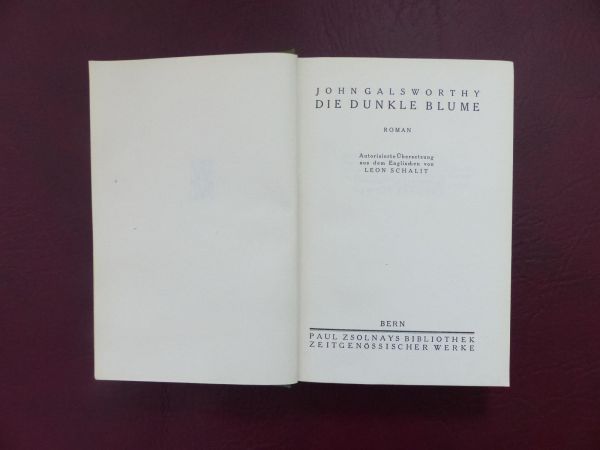 JOHN GALSWORTHY
DIE DUNKLE BLUME
ROMAN
Autorisierte Übersetzung
aus dem Englischen von
LEON SCHALIT
BERN
PAUL ZSOLNAYS BIBLIOTHEK
ZEITGENÖSSISCHER WERKE